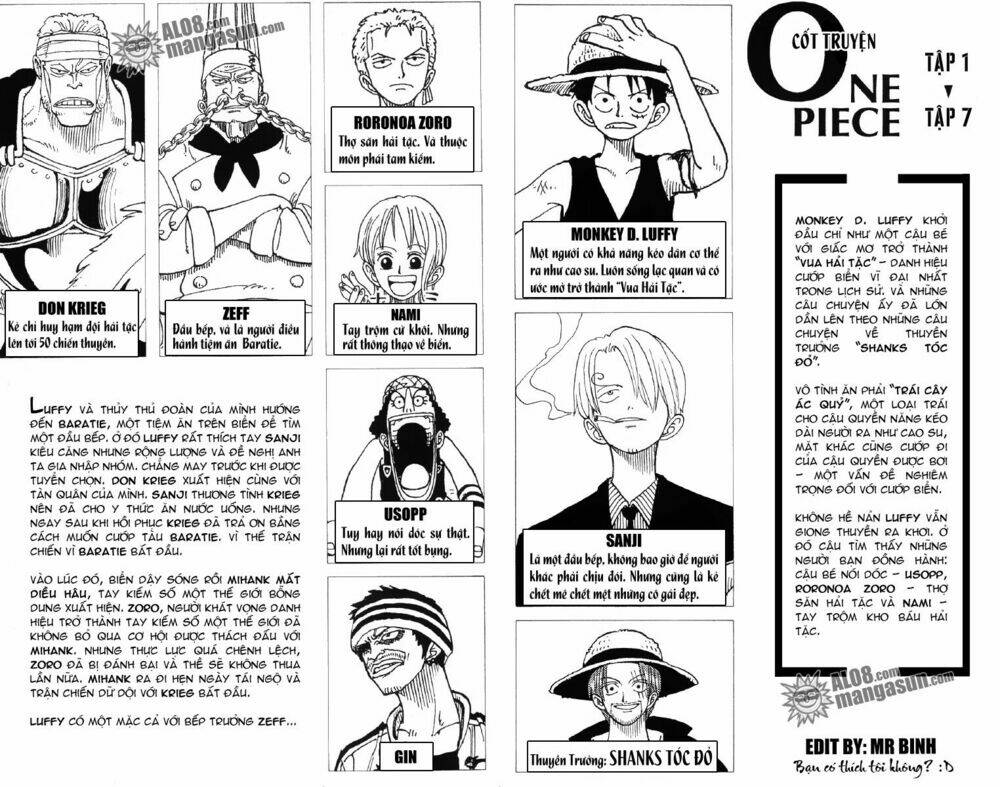 CỐT TRUYỆN
ONE
PIECE
TẬP 1
TẬP 7
MONKEY D. LUFFY KHỞI
ĐẦU CHỈ NHƯ MỘT CẬU BÉ
VỚI GIẤC MƠ TRỞ THÀNH
"VUA HẢI TẶC" - DANH HIỆU
CƯỚP BIỂN VĨ ĐẠI NHẤT
TRONG LỊCH SỬ. VÀ NHỮNG
CÂU CHUYỆN ẤY ĐÃ LỚN
DẦN LÊN THEO NHỮNG CÂU
CHUYỆN VỀ THUYỀN
TRƯỞNG "SHANKS TÓC
ĐỎ".
VÔ TÌNH ĂN PHẢI "TRÁI CÂY
ÁC QUỶ", MỘT LOẠI TRÁI
CHO CẬU QUYỀN NĂNG KÉO
DÀI NGƯỜI RA NHƯ CAO SU,
MẶT KHÁC CŨNG CƯỚP ĐI
CỦA CẬU QUYỀN ĐƯỢC BƠI
- MỘT VẤN ĐỀ NGHIÊM
TRỌNG ĐỐI VỚI CƯỚP BIỂN.
KHÔNG HỀ NẢN LUFFY VẪN
GIONG THUYỀN RA KHƠI. Ở
ĐÓ CẬU TÌM THẤY NHỮNG
NGƯỜI BẠN ĐỒNG HÀNH:
CẬU BÉ NÓI DÓC - USOPP,
RORONOA ZORO - THỢ
SĂN HẢI TẶC VÀ NAMI -
TAY TRỘM KHO BÁU HẢI
TẶC.
AL08.com
mangasun.com
EDIT BY: MR BINH
Bạn có thích tôi không? :D
MONKEY D. LUFFY
Một người có khả năng kéo dãn cơ thể
ra như cao su. Luôn sống lạc quan và có
ước mơ trở thành "Vua Hải Tặc".
SANJI
Là một đầu bếp, không bao giờ để người
khác phải chịu đói. Nhưng cũng là kẻ
chết mê chết mệt những cô gái đẹp.
Thuyền Trưởng: SHANKS TÓC ĐỎ
RORONOA ZORO
Thợ săn hải tặc. Và thuộc
môn phái tam kiếm.
NAMI
Tay trộm cừ khôi. Nhưng
rất thông thạo về biển.
USOPP
Tuy hay nói dóc sự thật.
Nhưng lại rất tốt bụng.
GIN
AL08.com
mangasun.com
ZEFF
Đầu bếp, và là người điều
hành tiệm ăn Baratie.
DON KRIEG
Kẻ chỉ huy hạm đội hải tặc
lên tới 50 chiến thuyền.
LUFFY VÀ THỦY THỦ ĐOÀN CỦA MÌNH HƯỚNG
ĐẾN BARATIE, MỘT TIỆM ĂN TRÊN BIỂN ĐỂ TÌM
MỘT ĐẦU BẾP. Ở ĐÓ LUFFY RẤT THÍCH TAY SANJI
KIÊU CĂNG NHƯNG RỘNG LƯỢNG VÀ ĐỀ NGHỊ ANH
TA GIA NHẬP NHÓM. CHẲNG MAY TRƯỚC KHI ĐƯỢC
TUYỂN CHỌN. DON KRIEG XUẤT HIỆN CÙNG VỚI
TÀN QUÂN CỦA MÌNH. SANJI THƯƠNG TÌNH KRIEG
NÊN ĐÃ CHO Y THỨC ĂN NƯỚC UỐNG. NHƯNG
NGAY SAU KHI HỒI PHỤC KRIEG ĐÃ TRẢ ƠN BẰNG
CÁCH MUỐN CƯỚP TÀU BARATIE. VÌ THẾ TRẬN
CHIẾN VÌ BARATIE BẮT ĐẦU.
VÀO LÚC ĐÓ, BIỂN DẬY SÓNG RỒI MIHANK MẮT
DIỀU HÂU, TAY KIẾM SỐ MỘT THẾ GIỚI BỖNG
DUNG XUẤT HIỆN. ZORO, NGƯỜI KHÁT VỌNG DANH
HIỆU TRỞ THÀNH TAY KIẾM SỐ MỘT THẾ GIỚI ĐÃ
KHÔNG BỎ QUA CƠ HỘI ĐƯỢC THÁCH ĐẤU VỚI
MIHANK. NHƯNG THỰC LỰC QUÁ CHÊNH LỆCH,
ZORO ĐÃ BỊ ĐÁNH BẠI VÀ THỀ SẼ KHÔNG THUA
LẦN NỮA. MIHANK RA ĐI HẸN NGÀY TÁI NGỘ VÀ
TRẬN CHIẾN DỮ DỘI VỚI KRIEG BẮT ĐẦU.
LUFFY CÓ MỘT MẶC CẢ VỚI BẾP TRƯỞNG ZEFF...